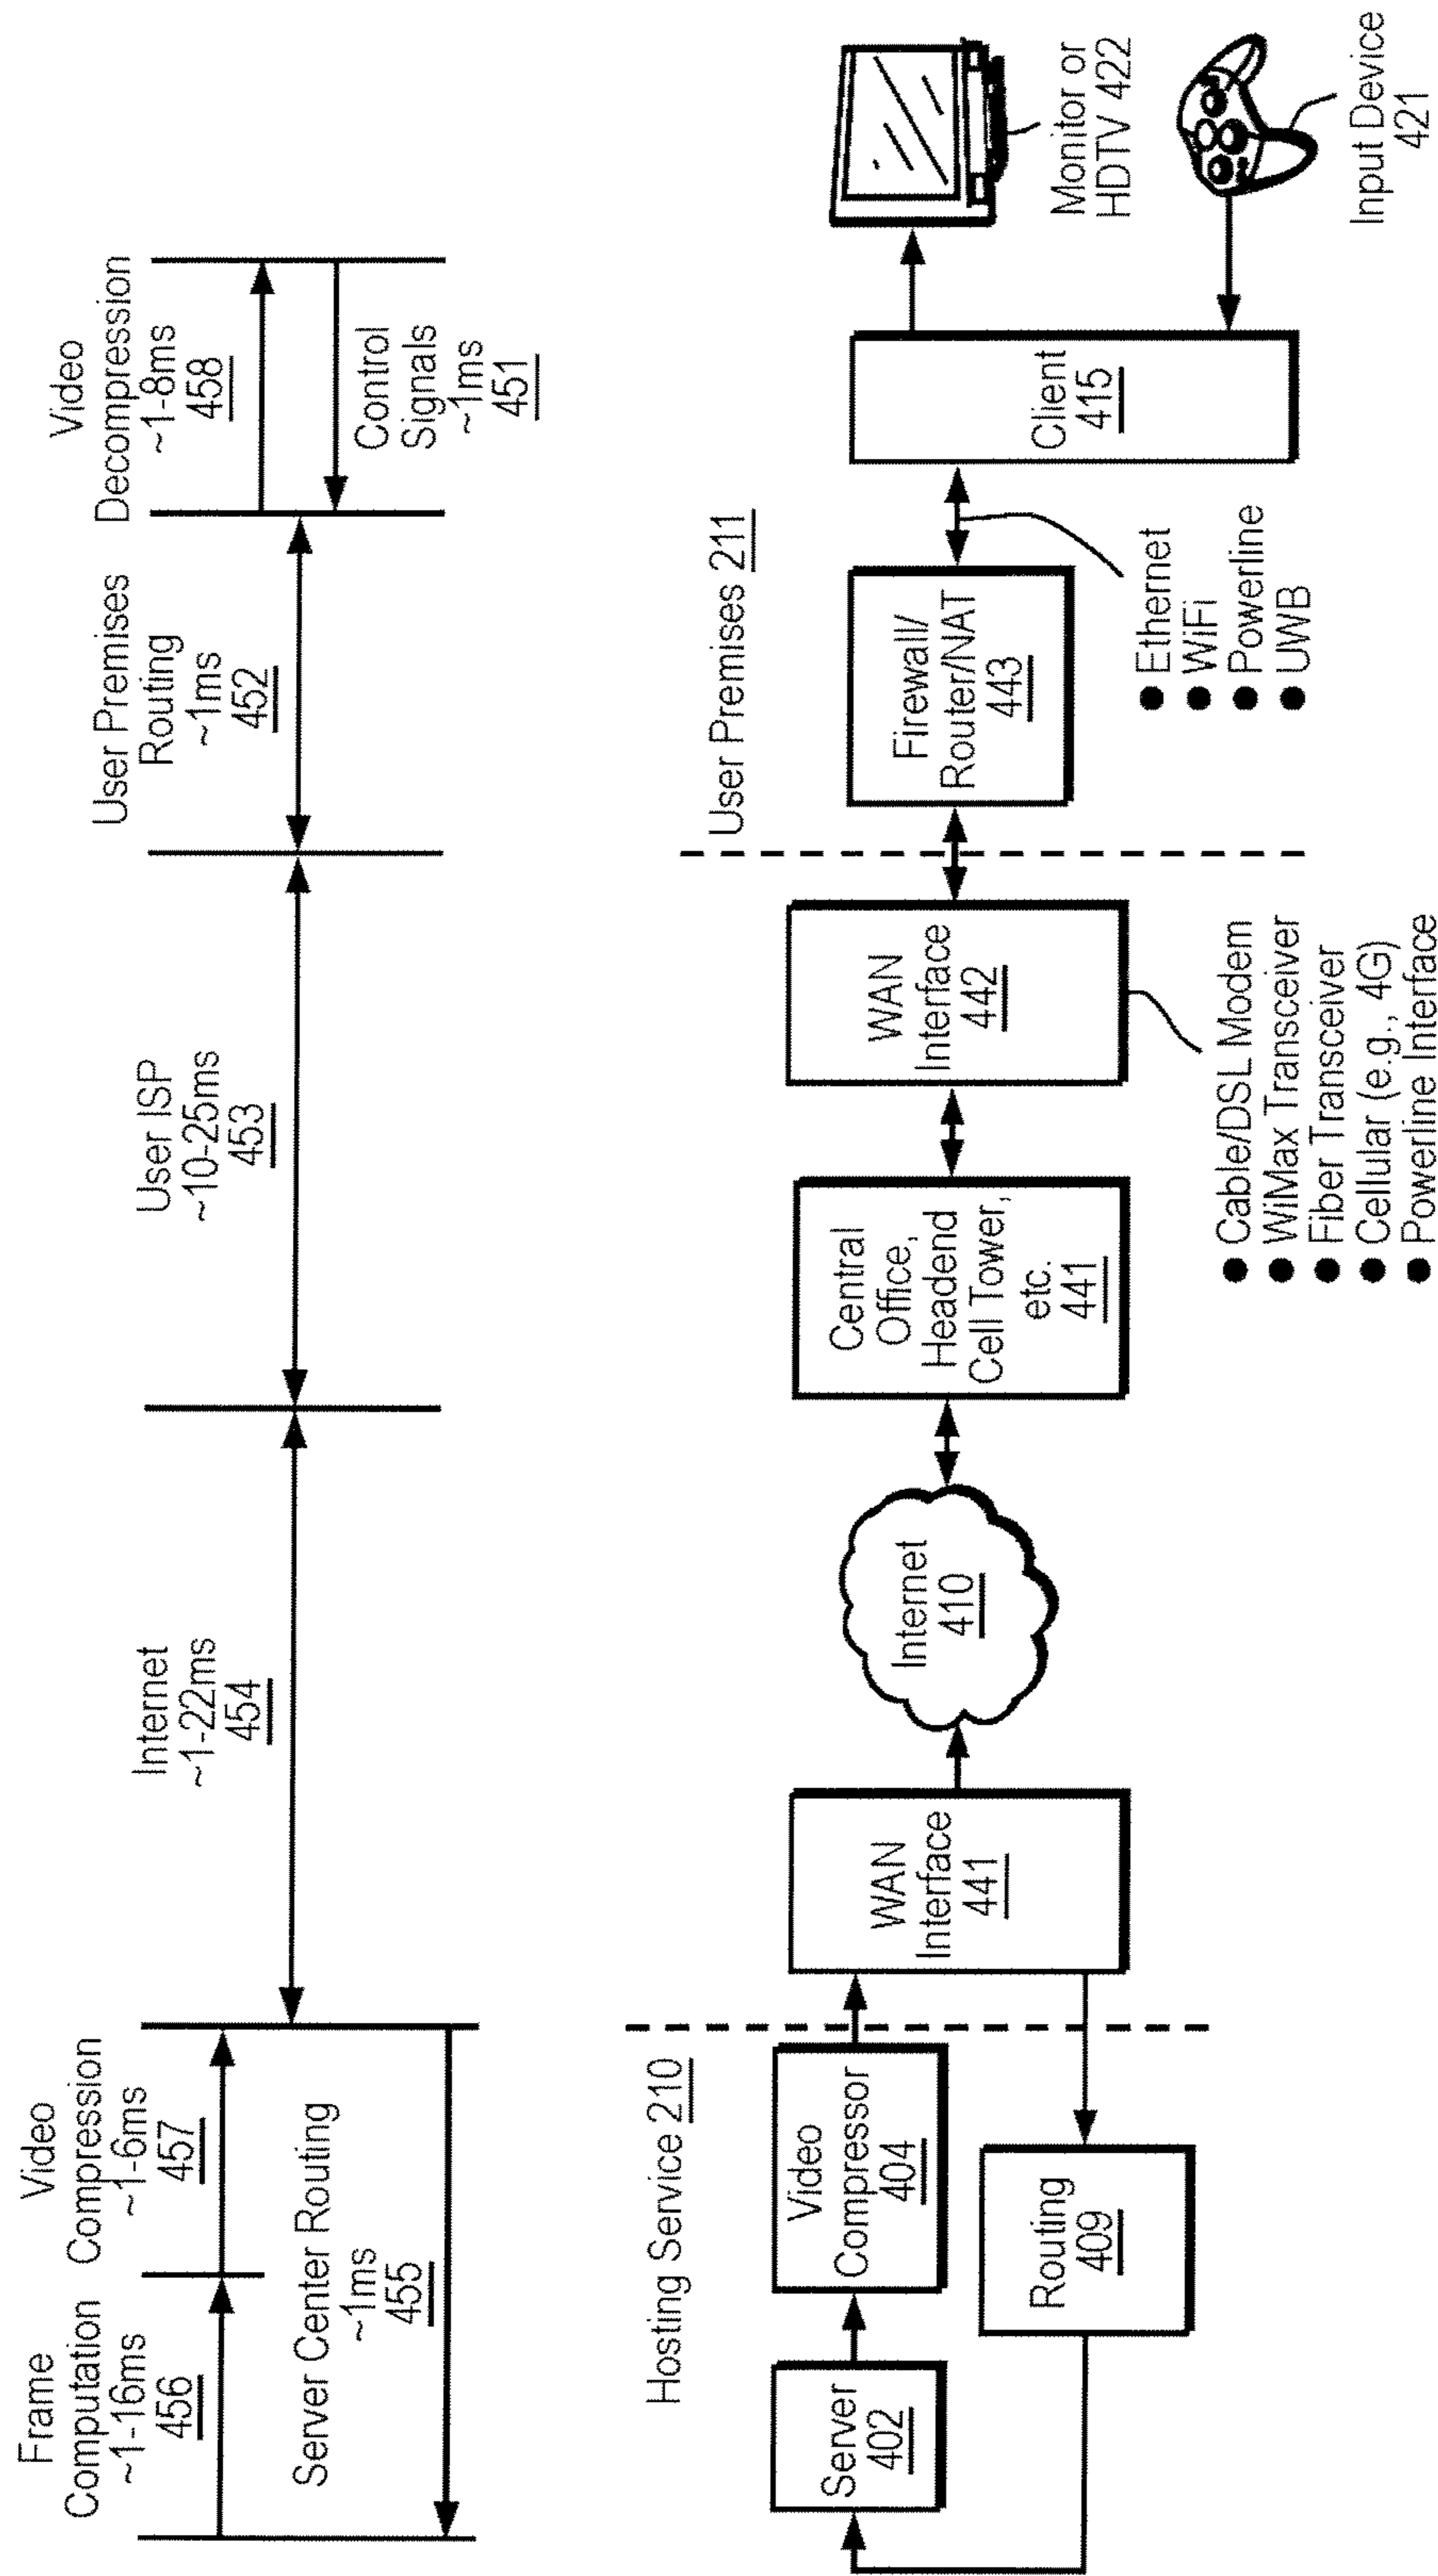 Frame
Computation
~1-16ms
456
Video
Compression
~1-6ms
457
Server Center Routing
~1ms
455
Internet
~1-22ms
454
User ISP
~10-25ms
453
User Premises
Routing
~1ms
452
Video
Decompression
~1-8ms
458
Control
Signals
~1ms
451
Hosting Service 210
Server
402
Video
Compressor
404
Routing
409
WAN
Interface
441
Internet
410
Central
Office,
Headend
Cell Tower,
etc.
441
WAN
Interface
442
● Cable/DSL Modem
● WiMax Transceiver
● Fiber Transceiver
● Cellular (e.g., 4G)
● Powerline Interface
User Premises 211
Firewall/
Router/NAT
443
● Ethernet
● WiFi
● Powerline
● UWB
Client
415
Monitor or
HDTV 422
Input Device
421